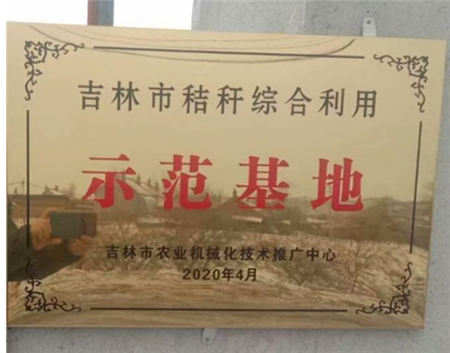 吉林市秸秆综合利用
示范基地
吉林市农业机械化技术推广中心
2020年4月